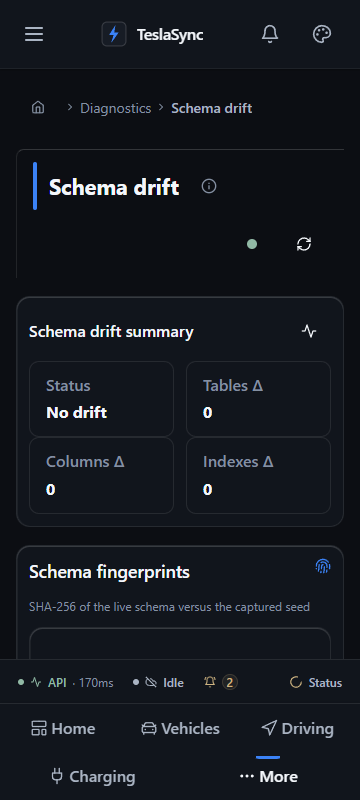 TeslaSync
Diagnostics
Schema drift
Schema drift
Schema drift summary
Status
No drift
Tables Δ
0
Columns Δ
0
Indexes Δ
0
Schema fingerprints
SHA-256 of the live schema versus the captured seed
API · 170ms
Idle
2
Status
Home
Vehicles
Driving
Charging
More